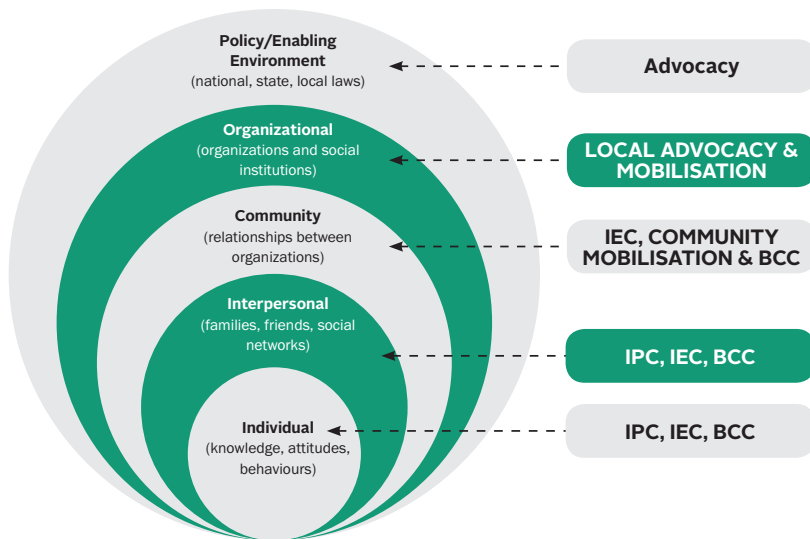 Policy/Enabling
Environment
(national, state, local laws)
Advocacy
Organizational
(organizations and social
institutions)
LOCAL ADVOCACY &
MOBILISATION
Community
(relationships between
organizations)
IEC, COMMUNITY
MOBILISATION & BCC
Interpersonal
(families, friends, social
networks)
IPC, IEC, BCC
Individual
(knowledge, attitudes,
behaviours)
IPC, IEC, BCC